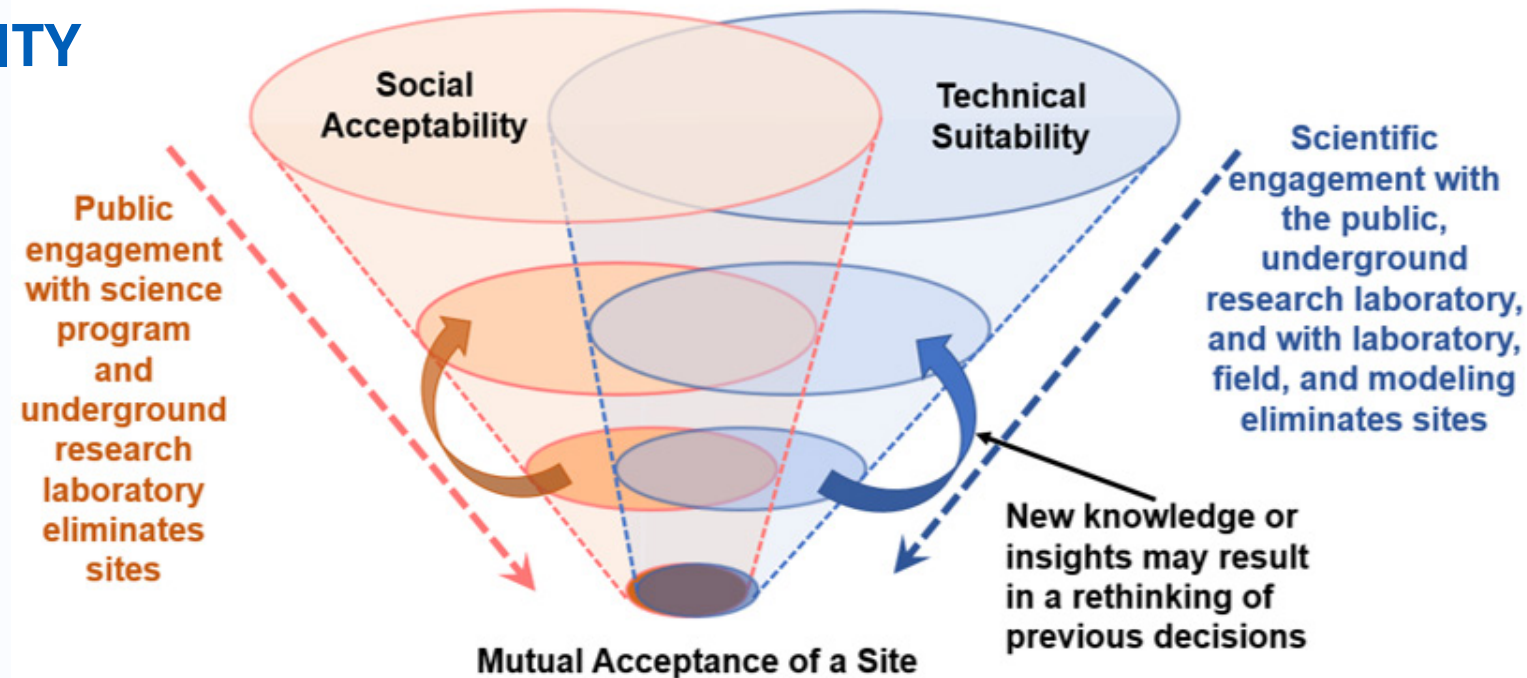 ITY
Social
Acceptability
Technical
Suitability
Public
engagement
with science
program
and
underground
research
laboratory
eliminates
sites
Scientific
engagement with
the public,
underground
research laboratory,
and with laboratory,
field, and modeling
eliminates sites
New knowledge or
insights may result
in a rethinking of
previous decisions
Mutual Acceptance of a Site